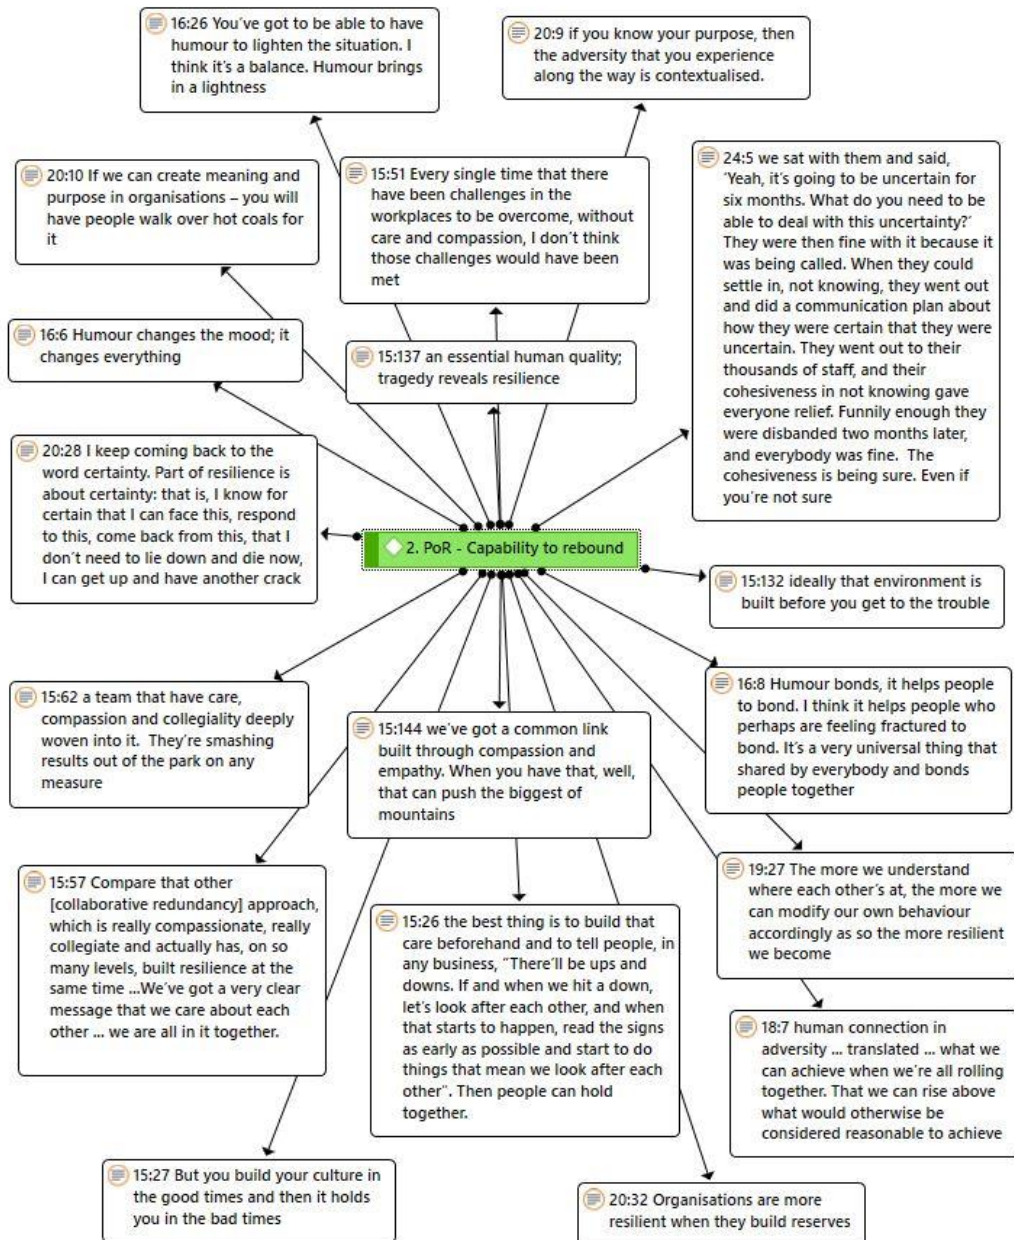 16:26 You've got to be able to have
humour to lighten the situation. I
think it's a balance. Humour brings
in a lightness
20:9 if you know your purpose, then
the adversity that you experience
along the way is contextualised.
20:10 If we can create meaning and
purpose in organisations – you will
have people walk over hot coals for
it
15:51 Every single time that there
have been challenges in the
workplaces to be overcome, without
care and compassion, I don't think
those challenges would have been
met
24:5 we sat with them and said,
'Yeah, it's going to be uncertain for
six months. What do you need to be
able to deal with this uncertainty?'
They were then fine with it because it
was being called. When they could
settle in, not knowing, they went out
and did a communication plan about
how they were certain that they were
uncertain. They went out to their
thousands of staff, and their
cohesiveness in not knowing gave
everyone relief. Funnily enough they
were disbanded two months later,
and everybody was fine.  The
cohesiveness is being sure. Even if
you're not sure
16:6 Humour changes the mood; it
changes everything
15:137 an essential human quality;
tragedy reveals resilience
20:28 I keep coming back to the
word certainty. Part of resilience is
about certainty: that is, I know for
certain that I can face this, respond
to this, come back from this, that I
don't need to lie down and die now,
I can get up and have another crack
2. PoR - Capability to rebound
15:132 ideally that environment is
built before you get to the trouble
15:62 a team that have care,
compassion and collegiality deeply
woven into it.  They're smashing
results out of the park on any
measure
15:144 we've got a common link
built through compassion and
empathy. When you have that, well,
that can push the biggest of
mountains
16:8 Humour bonds, it helps people
to bond. I think it helps people who
perhaps are feeling fractured to
bond. It's a very universal thing that
shared by everybody and bonds
people together
15:57 Compare that other
[collaborative redundancy] approach,
which is really compassionate, really
collegiate and actually has, on so
many levels, built resilience at the
same time ...We've got a very clear
message that we care about each
other ... we are all in it together.
15:26 the best thing is to build that
care beforehand and to tell people, in
any business, "There'll be ups and
downs. If and when we hit a down,
let's look after each other, and when
that starts to happen, read the signs
as early as possible and start to do
things that mean we look after each
other". Then people can hold
together.
19:27 The more we understand
where each other's at, the more we
can modify our own behaviour
accordingly as so the more resilient
we become
18:7 human connection in
adversity ... translated ... what we
can achieve when we're all rolling
together. That we can rise above
what would otherwise be
considered reasonable to achieve
15:27 But you build your culture in
the good times and then it holds
you in the bad times
20:32 Organisations are more
resilient when they build reserves